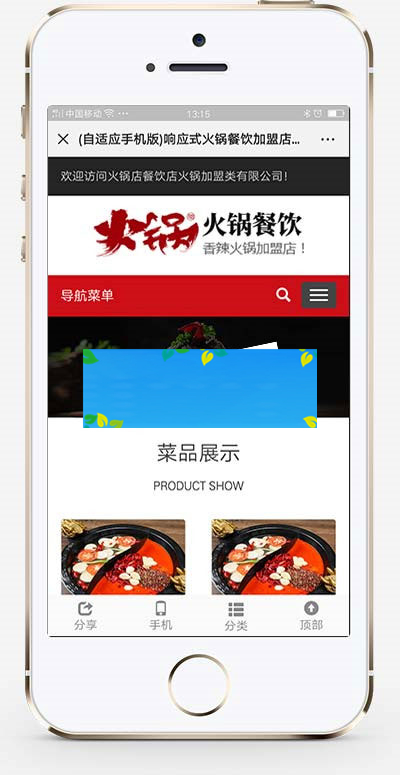 中国移动
13:15
(自适应手机版)响应式火锅餐饮加盟店...
欢迎访问火锅店餐饮店火锅加盟类有限公司!
火锅 火锅餐饮
香辣火锅加盟店！
导航菜单
菜品展示
PRODUCT SHOW
分享 手机 分类 顶部